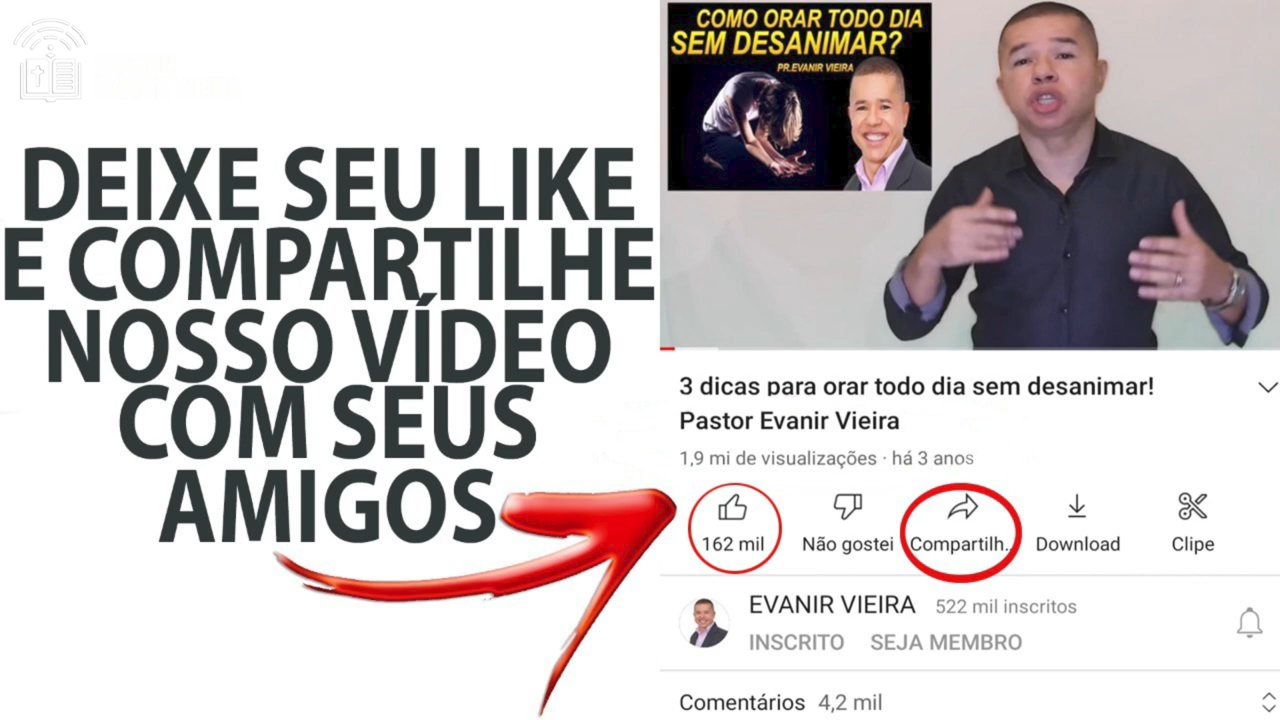 DEIXE SEU LIKE
E COMPARTILHE
NOSSO VÍDEO
COM SEUS
AMIGOS
COMO ORAR TODO DIA
SEM DESANIMAR?
PR.EVANIR VIEIRA
3 dicas para orar todo dia sem desanimar!
Pastor Evanir Vieira
1,9 mi de visualizações · há 3 anos
162 mil
Não gostei
Compartilh...
Download
Clipe
EVANIR VIEIRA 522 mil inscritos
INSCRITO SEJA MEMBRO
Comentários 4,2 mil